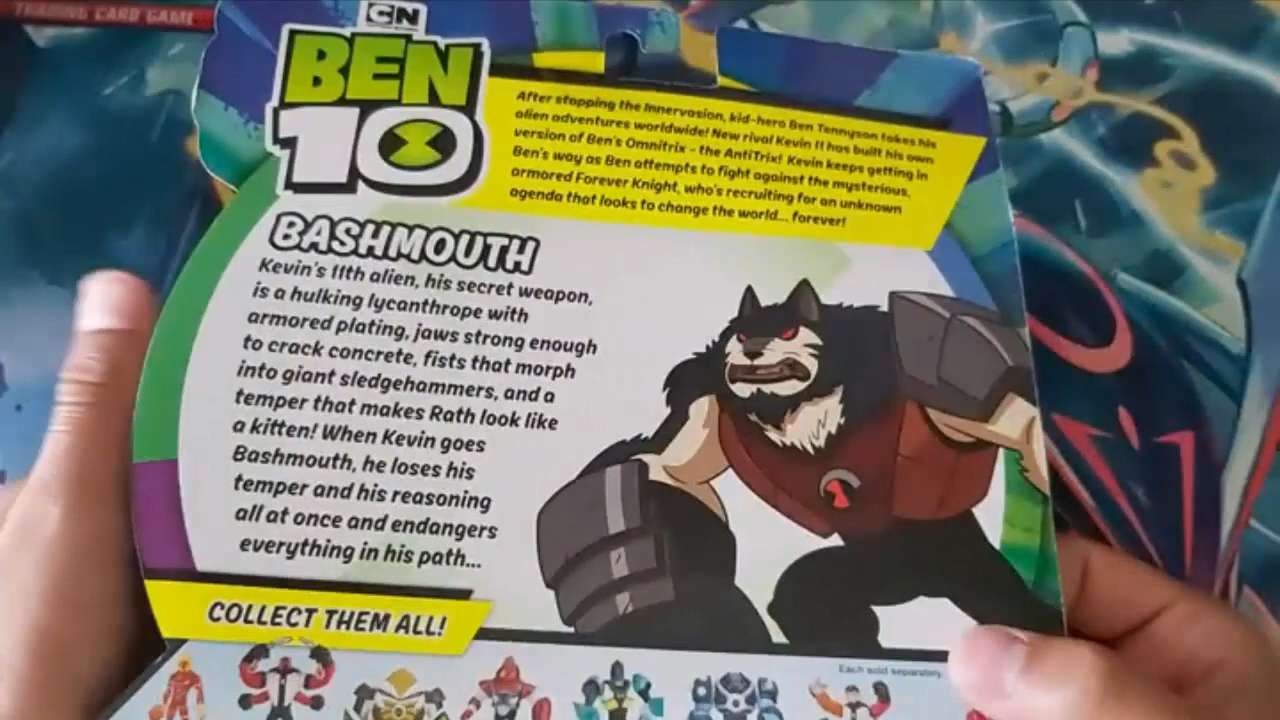 TRADING CARD GAME
CN
BEN
10
After stopping the Innervasion, kid-hero Ben Tennyson takes his
alien adventures worldwide! New rival Kevin 11 has built his own
version of Ben's Omnitrix - the AntiTrix! Kevin keeps getting in
Ben's way as Ben attempts to fight against the mysterious,
armored Forever Knight, who's recruiting for an unknown
agenda that looks to change the world... forever!
BASHMOUTH
Kevin's 11th alien, his secret weapon,
is a hulking lycanthrope with
armored plating, jaws strong enough
to crack concrete, fists that morph
into giant sledgehammers, and a
temper that makes Rath look like
a kitten! When Kevin goes
Bashmouth, he loses his
temper and his reasoning
all at once and endangers
everything in his path...
COLLECT THEM ALL!
Each sold separately